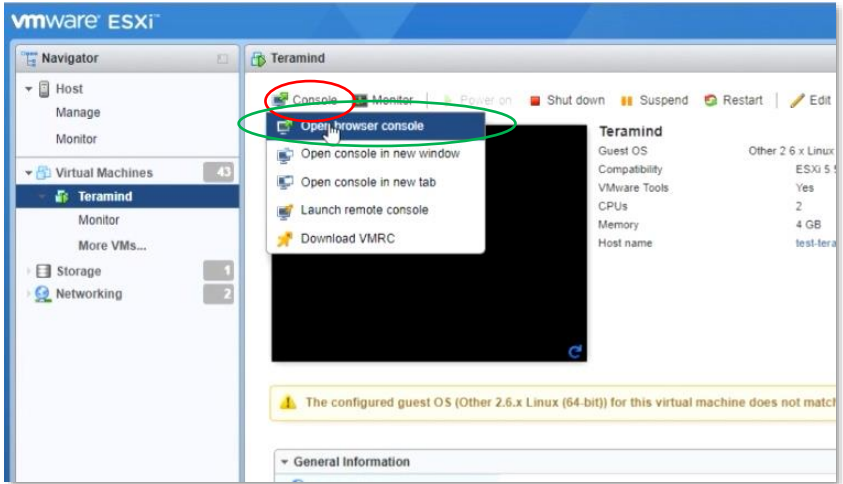 vmware ESXi
Navigator
Host
Manage
Monitor
Virtual Machines 43
Teramind
Monitor
More VMs...
Storage 1
Networking 2
Teramind
Console Monitor Power on Shut down Suspend Restart Edit
Open browser console
Open console in new window
Open console in new tab
Launch remote console
Download VMRC
Teramind
Guest OS Other 2.6.x Linux
Compatibility ESXi 5
VMware Tools Yes
CPUs 2
Memory 4 GB
Host name test-tera
The configured guest OS (Other 2.6.x Linux (64-bit)) for this virtual machine does not match
General Information